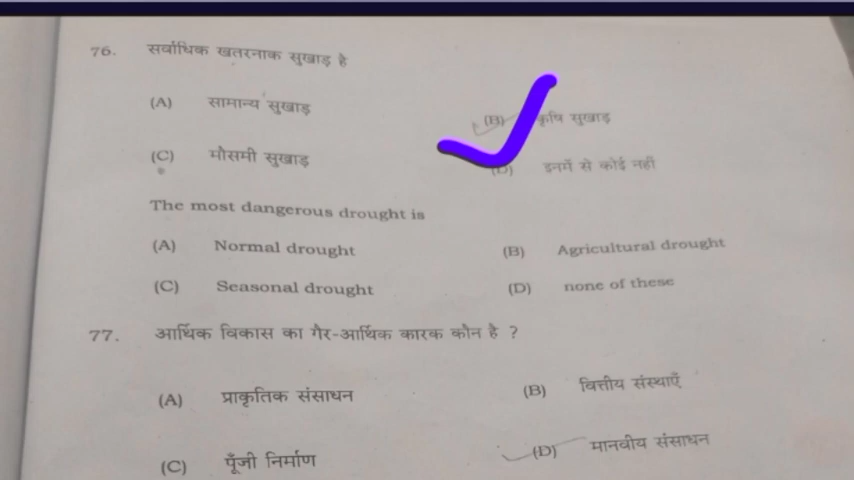 76. सर्वाधिक खतरनाक सुखाड़ है
(A) सामान्य सुखाड़ (B) कृषि सुखाड़
(C) मौसमी सुखाड़ (D) इनमें से कोई नहीं
The most dangerous drought is
(A) Normal drought (B) Agricultural drought
(C) Seasonal drought (D) none of these
77. आर्थिक विकास का गैर-आर्थिक कारक कौन है ?
(A) प्राकृतिक संसाधन (B) वित्तीय संस्थाएँ
(C) पूँजी निर्माण (D) मानवीय संसाधन